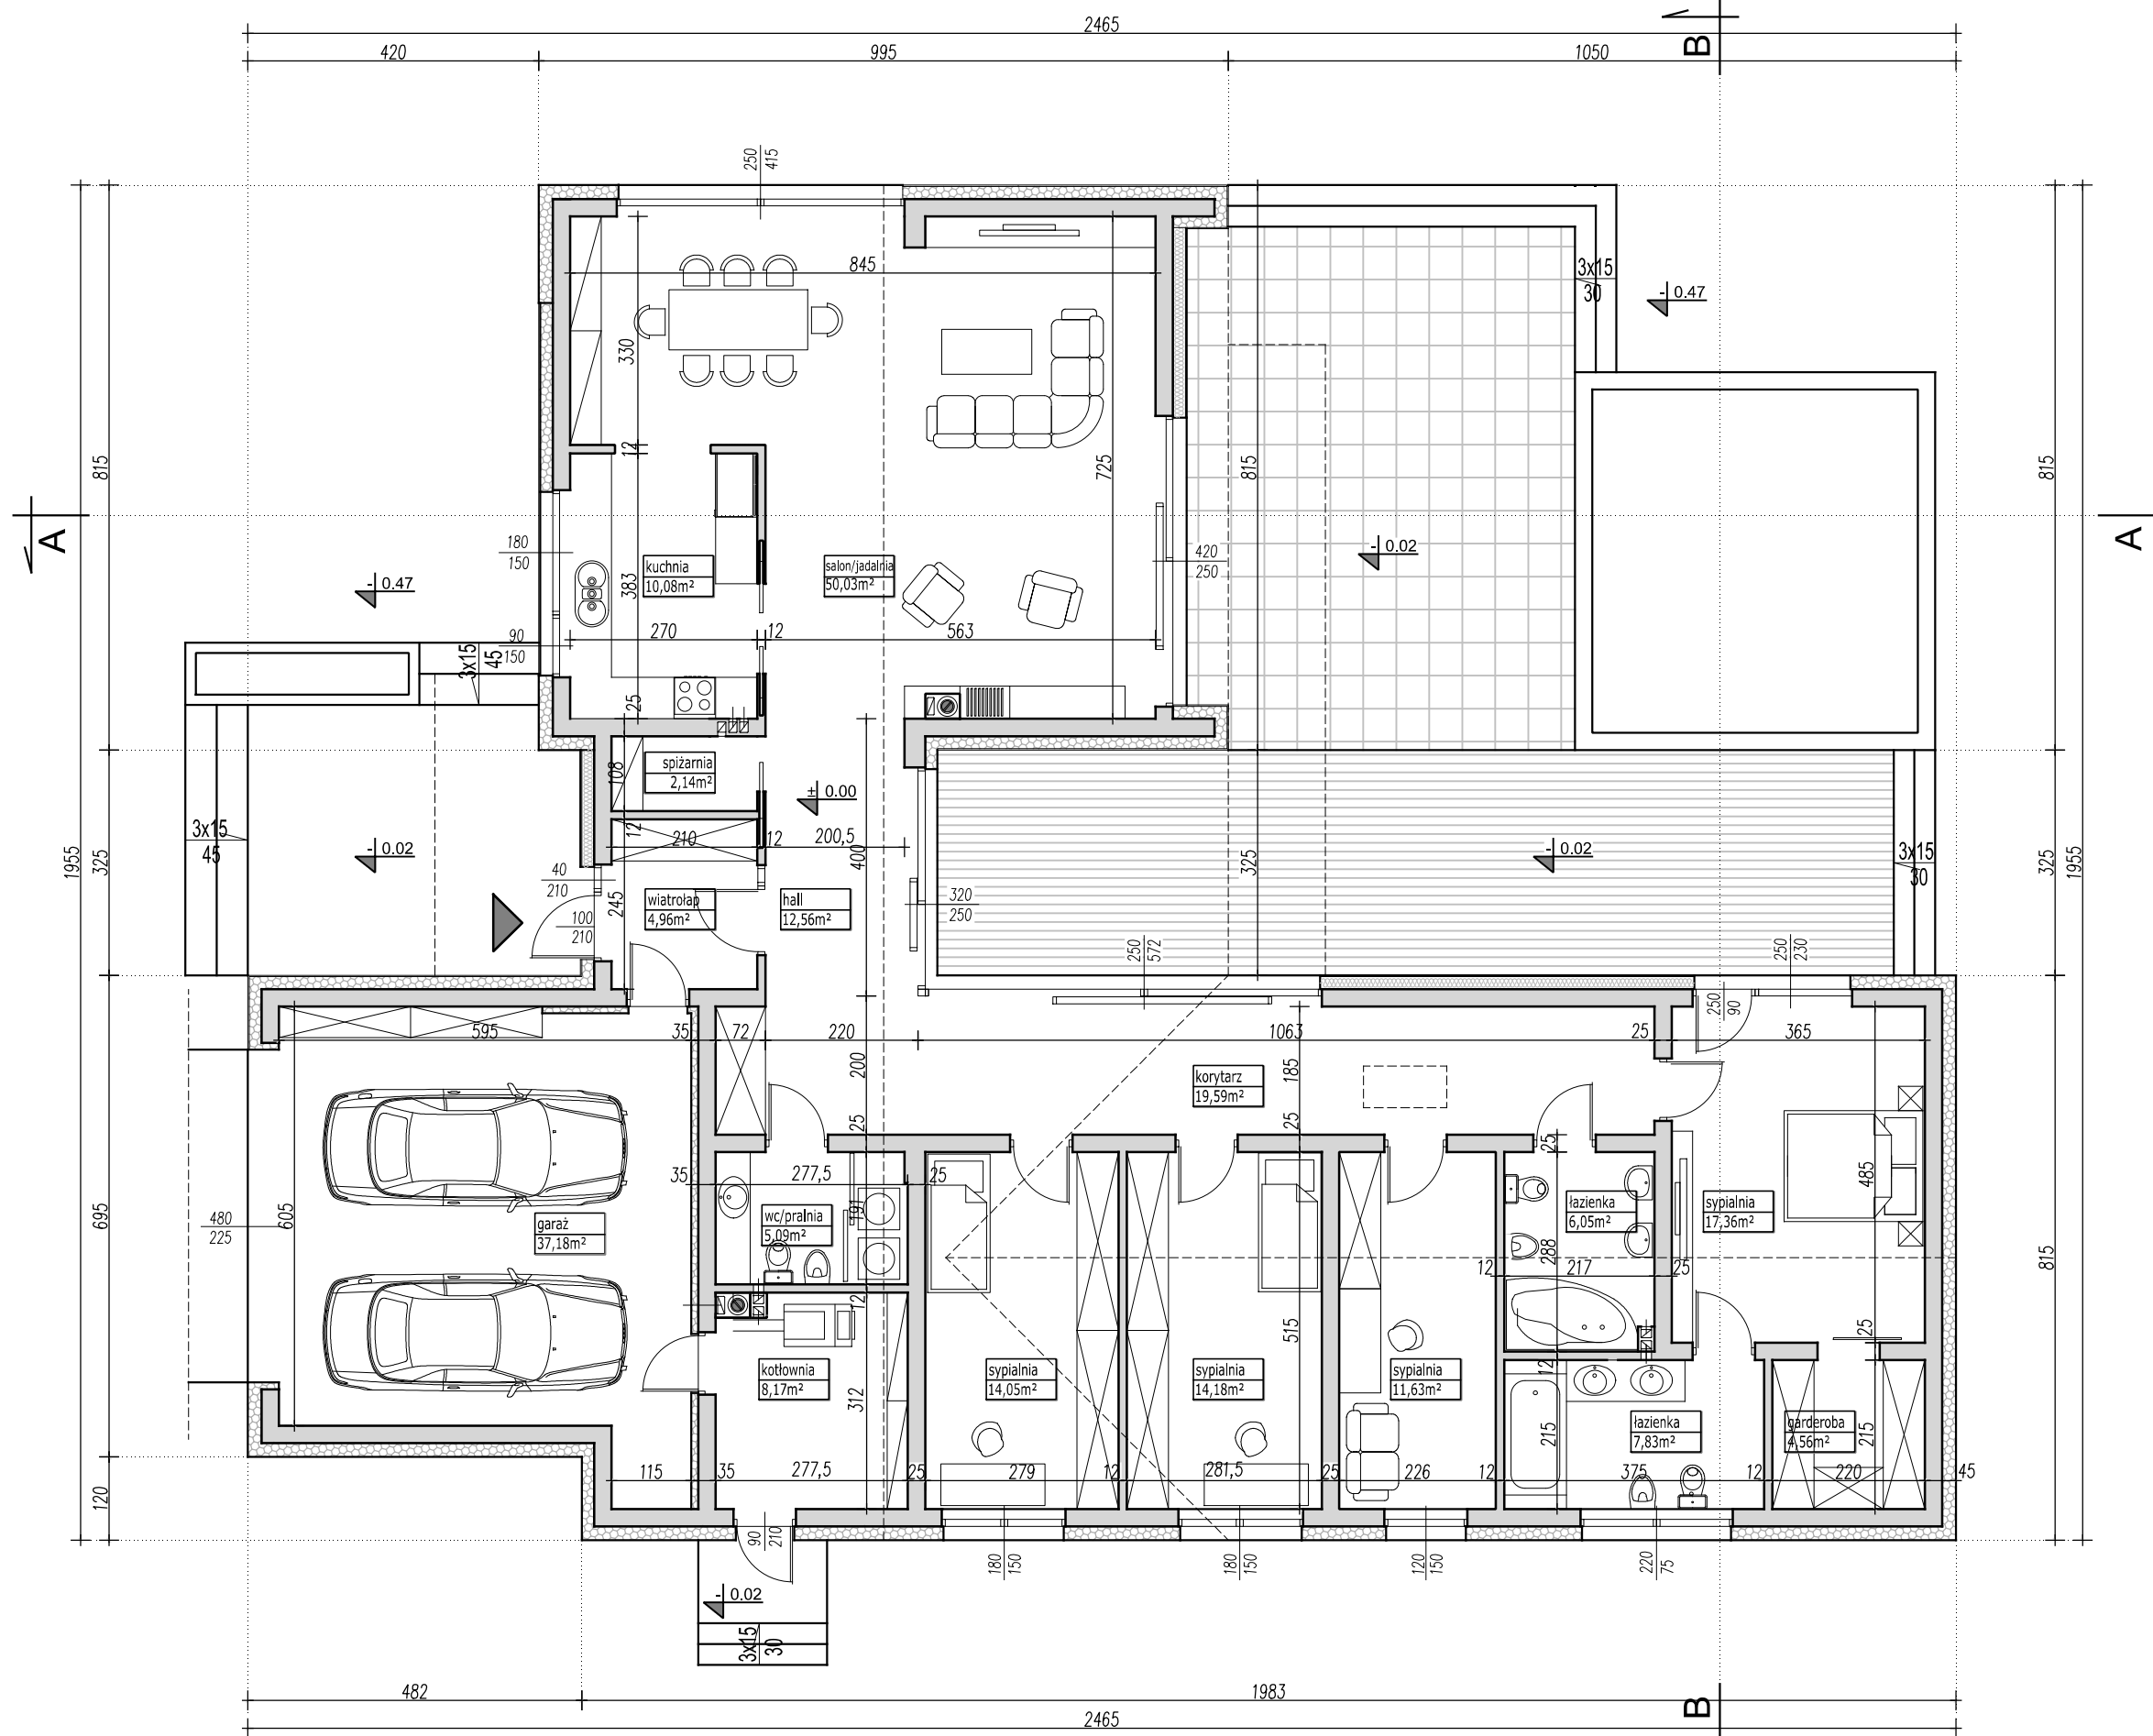 2465
420
995
1050
B
250
415
845
3x15
30
- 0.47
330
12
815
725
815
815
A
A
180
150
kuchnia
10,08m²
salon/jadalnia
50,03m²
420
250
- 0.02
- 0.47
383
90
150
270
12
563
3x15
45
25
108
spiżarnia
2,14m²
± 0.00
3x15
45
- 0.02
12
210
12
200,5
400
325
- 0.02
3x15
30
1955
325
325
1955
40
210
245
wiatrołap
4,96m²
hall
12,56m²
320
250
100
210
250
572
250
230
250
90
595
35
72
220
1063
25
365
200
185
korytarz
19,59m²
25
25
25
35
277,5
25
485
695
480
225
605
garaż
37,18m²
wc/pralnia
5,09m²
191
łazienka
6,05m²
sypialnia
17,36m²
288
815
12
217
25
12
515
25
kotłownia
8,17m²
312
sypialnia
14,05m²
sypialnia
14,18m²
sypialnia
11,63m²
12
215
łazienka
7,83m²
garderoba
4,56m²
215
115
35
277,5
25
279
12
281,5
25
226
12
375
12
220
45
120
90
210
180
150
180
150
120
150
220
75
- 0.02
3x15
30
482
1983
B
2465